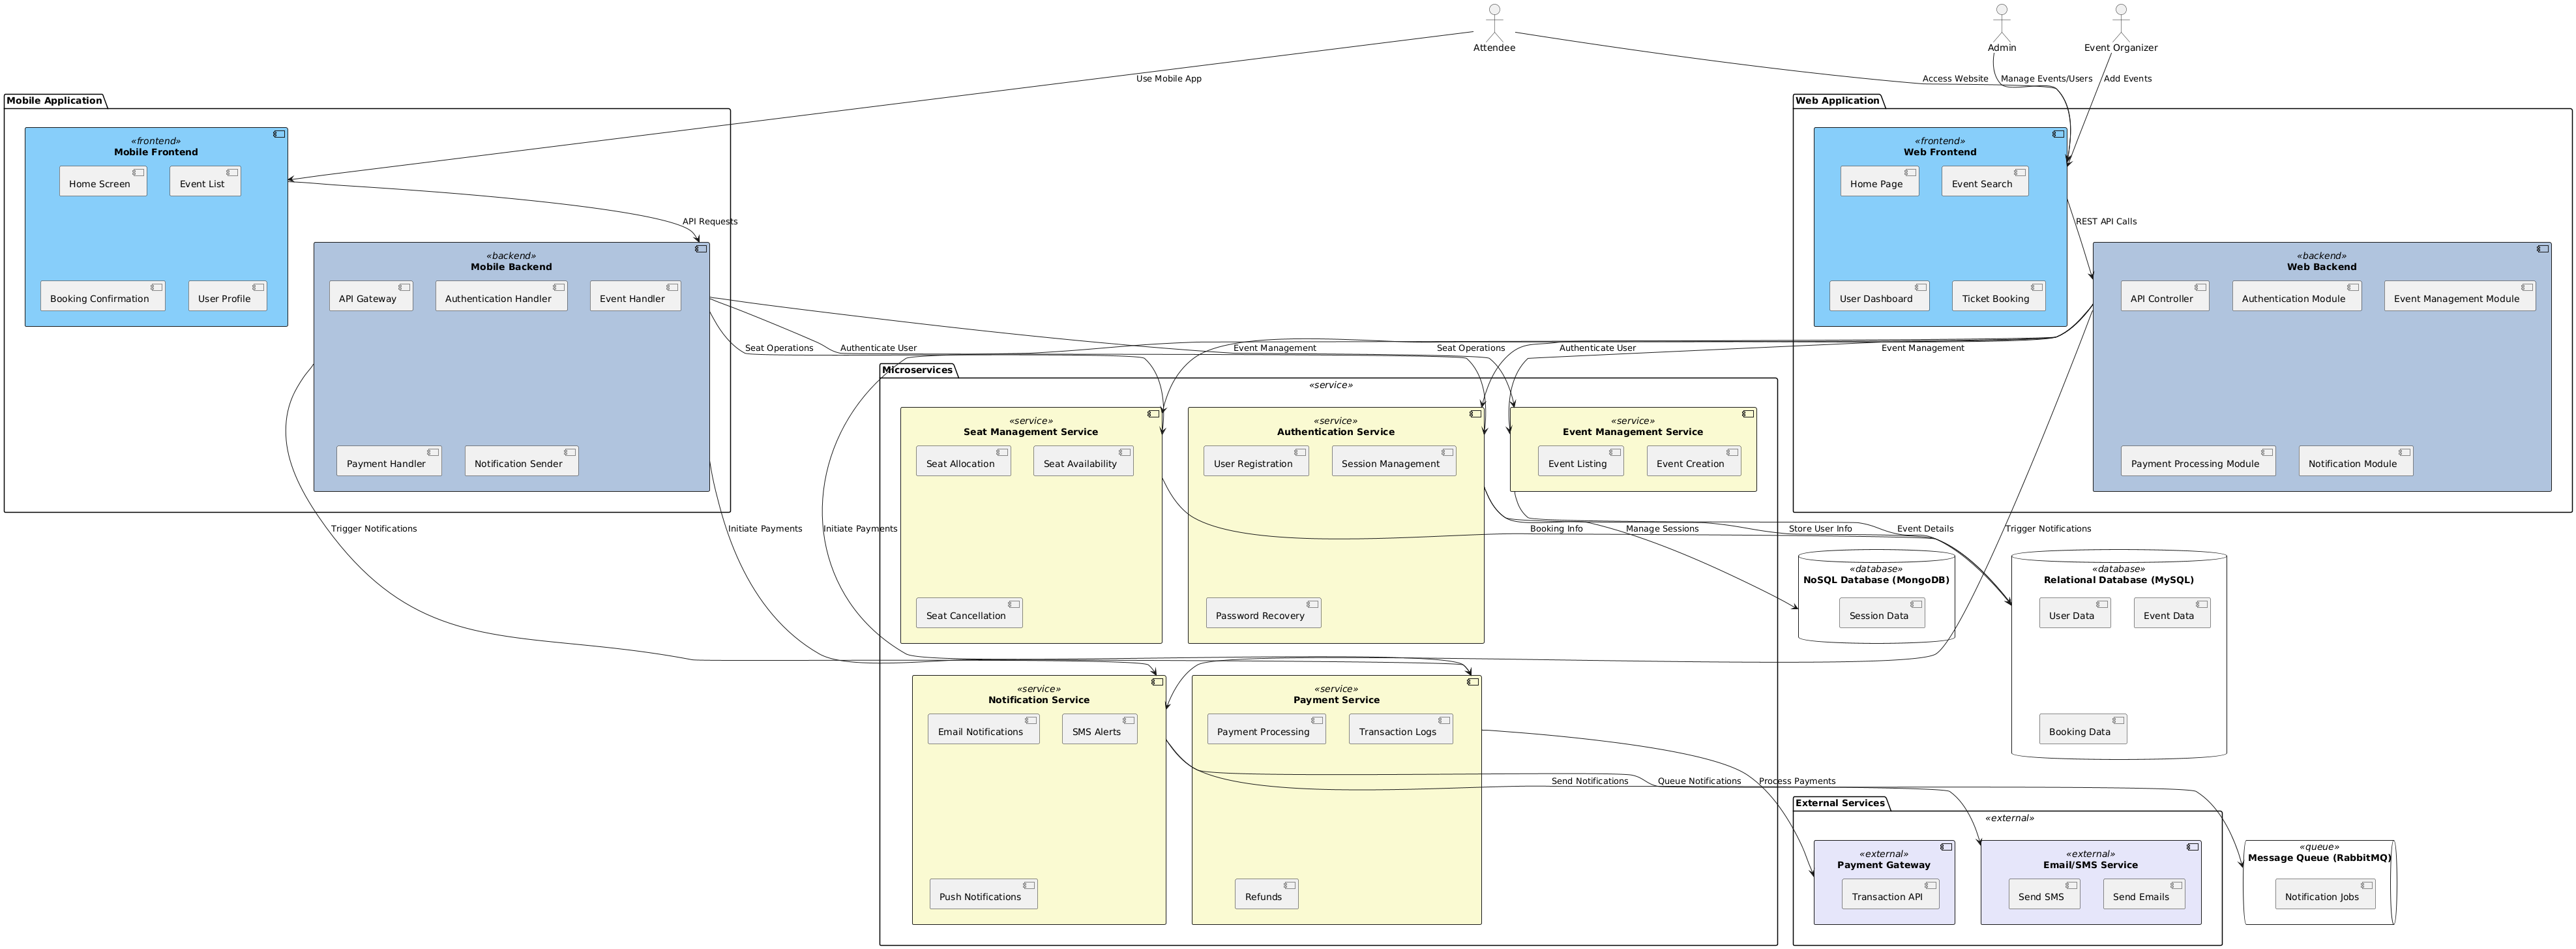 Attendee
Admin
Event Organizer
Use Mobile App
Access Website
Manage Events/Users
Add Events
Mobile Application
«frontend»
Mobile Frontend
Home Screen
Event List
Booking Confirmation
User Profile
API Requests
«backend»
Mobile Backend
API Gateway
Authentication Handler
Event Handler
Payment Handler
Notification Sender
Web Application
«frontend»
Web Frontend
Home Page
Event Search
User Dashboard
Ticket Booking
REST API Calls
«backend»
Web Backend
API Controller
Authentication Module
Event Management Module
Payment Processing Module
Notification Module
Seat Operations
Authenticate User
Event Management
Seat Operations
Authenticate User
Event Management
Microservices
«service»
«service»
Seat Management Service
Seat Allocation
Seat Availability
Seat Cancellation
«service»
Authentication Service
User Registration
Session Management
Password Recovery
«service»
Event Management Service
Event Listing
Event Creation
Trigger Notifications
Initiate Payments
Initiate Payments
Booking Info
Manage Sessions
Store User Info
Event Details
Trigger Notifications
«database»
NoSQL Database (MongoDB)
Session Data
«database»
Relational Database (MySQL)
User Data
Event Data
Booking Data
«service»
Notification Service
Email Notifications
SMS Alerts
Push Notifications
«service»
Payment Service
Payment Processing
Transaction Logs
Refunds
Send Notifications
Queue Notifications
Process Payments
External Services
«external»
«external»
Payment Gateway
Transaction API
«external»
Email/SMS Service
Send SMS
Send Emails
«queue»
Message Queue (RabbitMQ)
Notification Jobs